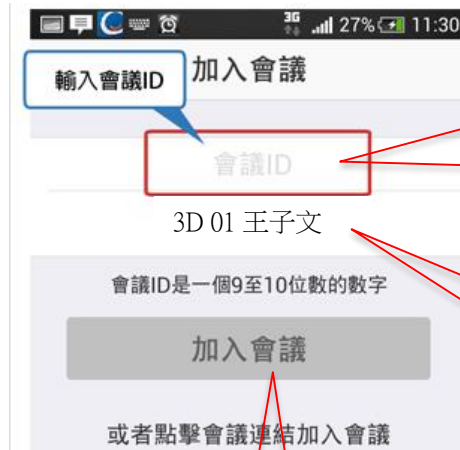 3G 27% 11:30
輸入會議ID
加入會議
會議ID
3D 01 王子文
會議ID是一個9至10位數的數字
加入會議
或者點擊會議連結加入會議